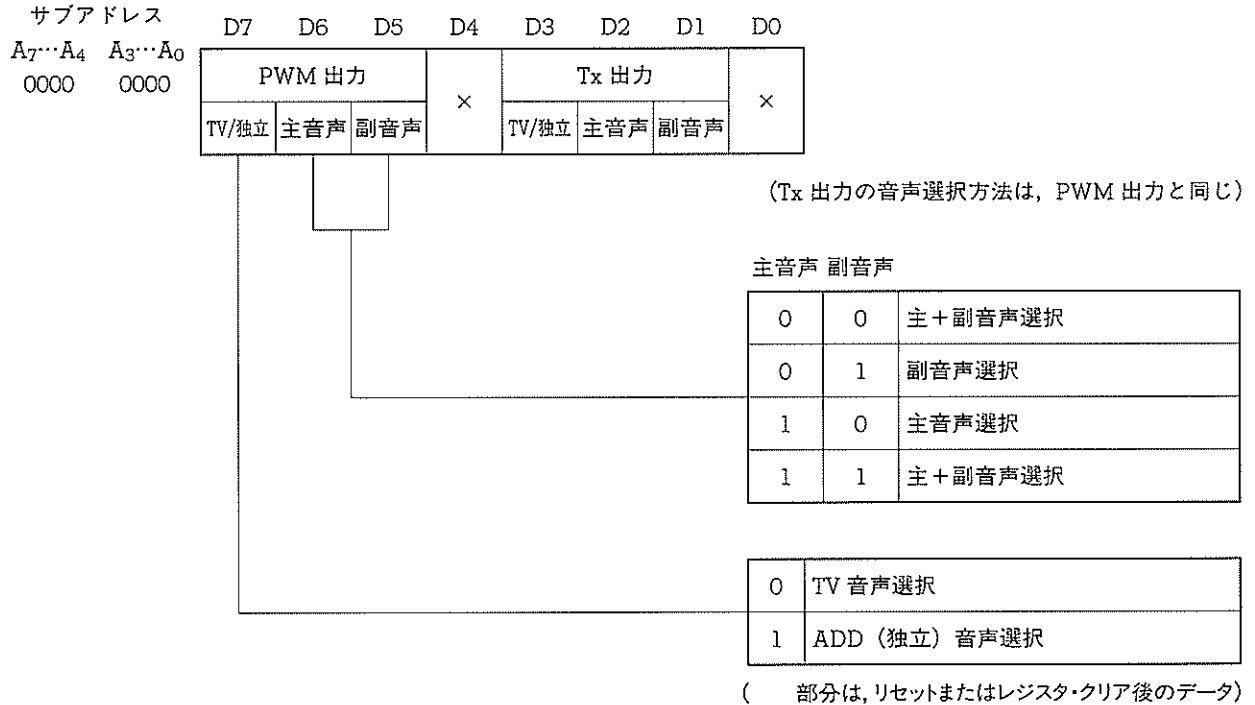 サブアドレス
D7 D6 D5 D4 D3 D2 D1 D0
A7…A4 A3…A0
0000 0000
PWM 出力 × Tx 出力 ×
TV/独立 主音声 副音声 TV/独立 主音声 副音声
(Tx 出力の音声選択方法は, PWM 出力と同じ)
主音声 副音声
0 0 主+副音声選択
0 1 副音声選択
1 0 主音声選択
1 1 主+副音声選択
0 TV 音声選択
1 ADD (独立) 音声選択
( 部分は, リセットまたはレジスタ・クリア後のデータ)